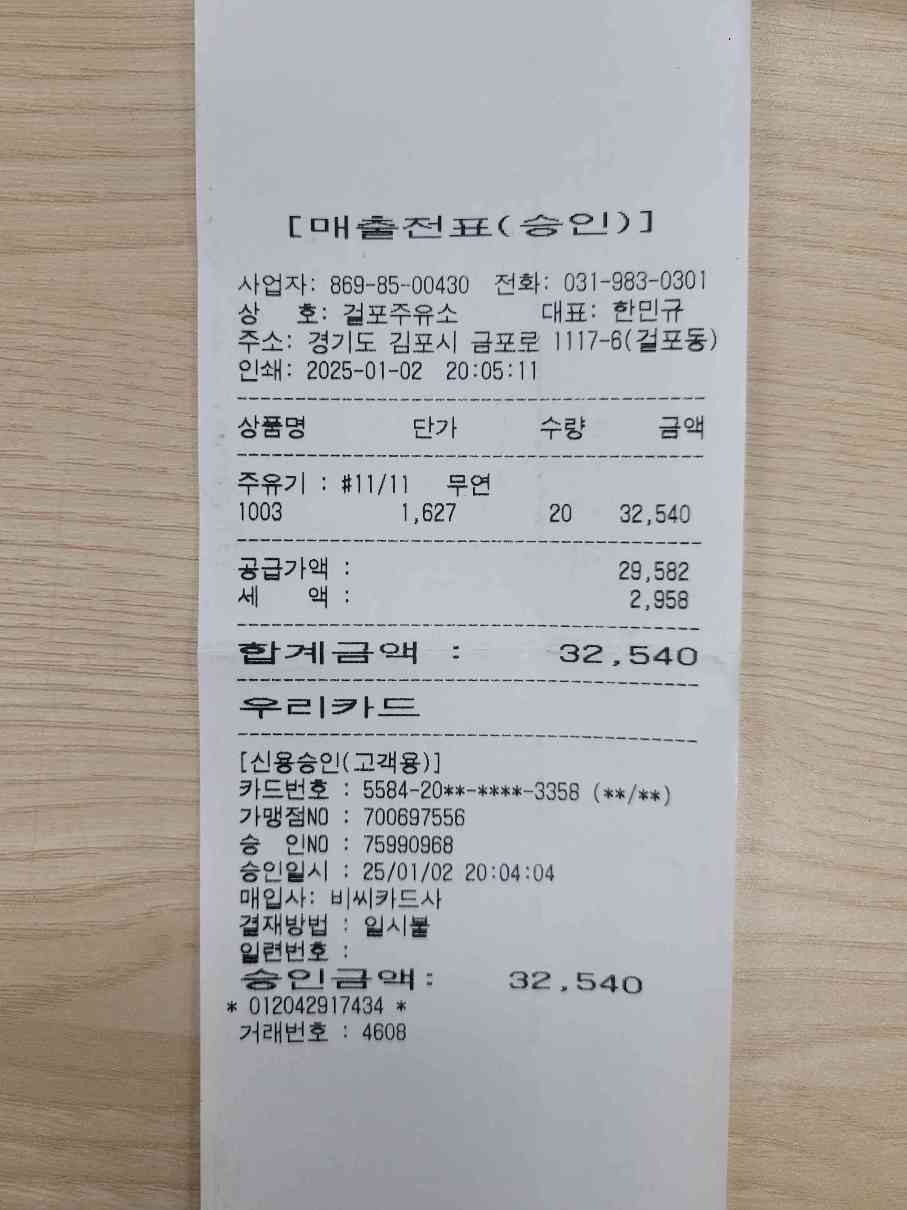 [매출전표(승인)]
사업자: 869-85-00430 전화: 031-983-0301
상 호: 걸포주유소 대표: 한민규
주소: 경기도 김포시 금포로 1117-6(걸포동)
인쇄: 2025-01-02 20:05:11
상품명 단가 수량 금액
주유기 : #11/11 무연
1003 1,627 20 32,540
공급가액 : 29,582
세 액 : 2,958
합계금액 : 32,540
우리카드
[신용승인(고객용)]
카드번호 : 5584-20**-****-3358 (**/**)
가맹점NO : 700697556
승 인NO : 75990968
승인일시 : 25/01/02 20:04:04
매입사: 비씨카드사
결재방법 : 일시불
일련번호 :
승인금액: 32,540
* 012042917434 *
거래번호 : 4608